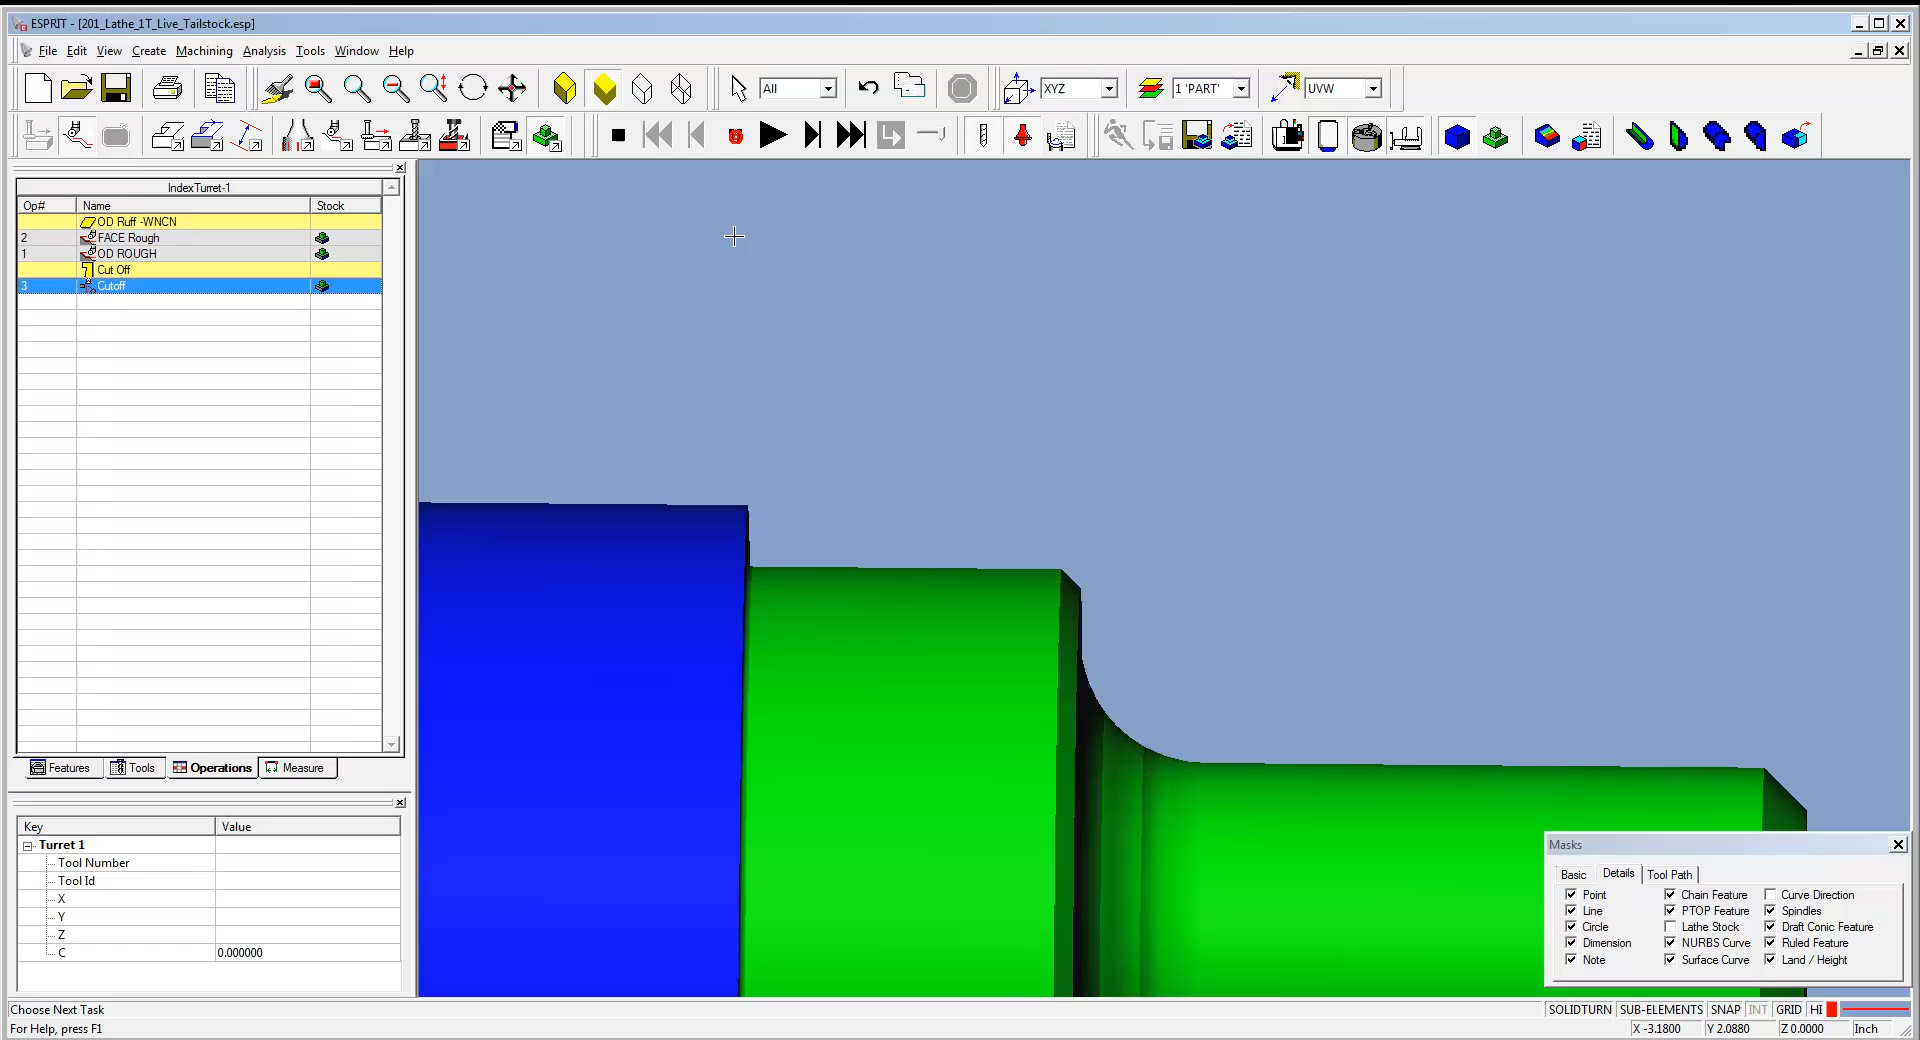 ESPRIT - [201_Lathe_1T_Live_Tailstock.esp]
File Edit View Create Machining Analysis Tools Window Help
All XYZ 1 'PART' UVW
IndexTurret-1
Op# Name Stock
OD Ruff -WNCN
2 FACE Rough
1 OD ROUGH
Cut Off
3 Cutoff
Features Tools Operations Measure
Key Value
Turret 1
Tool Number
Tool Id
X
Y
Z
C 0.000000
Masks
Basic Details Tool Path
Point Chain Feature Curve Direction
Line PTOP Feature Spindles
Circle Lathe Stock Draft Conic Feature
Dimension NURBS Curve Ruled Feature
Note Surface Curve Land / Height
Choose Next Task SOLIDTURN SUB-ELEMENTS SNAP INT GRID HI
For Help, press F1 X -3.1800 Y 2.0880 Z 0.0000 Inch